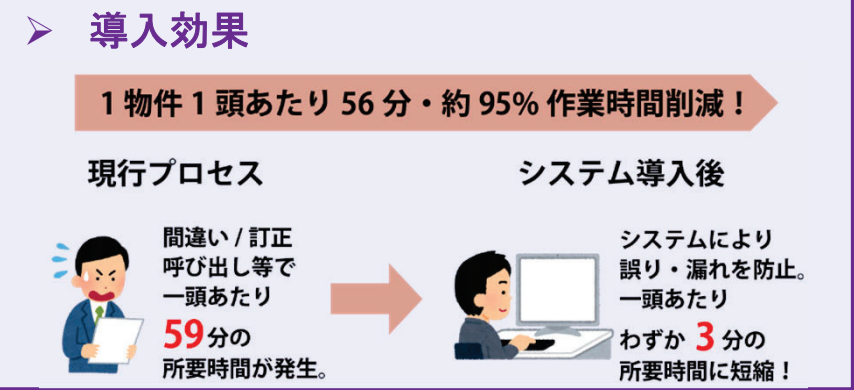 ➢ 導入効果
1物件1頭あたり56分・約95%作業時間削減！
現行プロセス
間違い / 訂正
呼び出し等で
一頭あたり
59分の
所要時間が発生。
システム導入後
システムにより
誤り・漏れを防止。
一頭あたり
わずか3分の
所要時間に短縮！